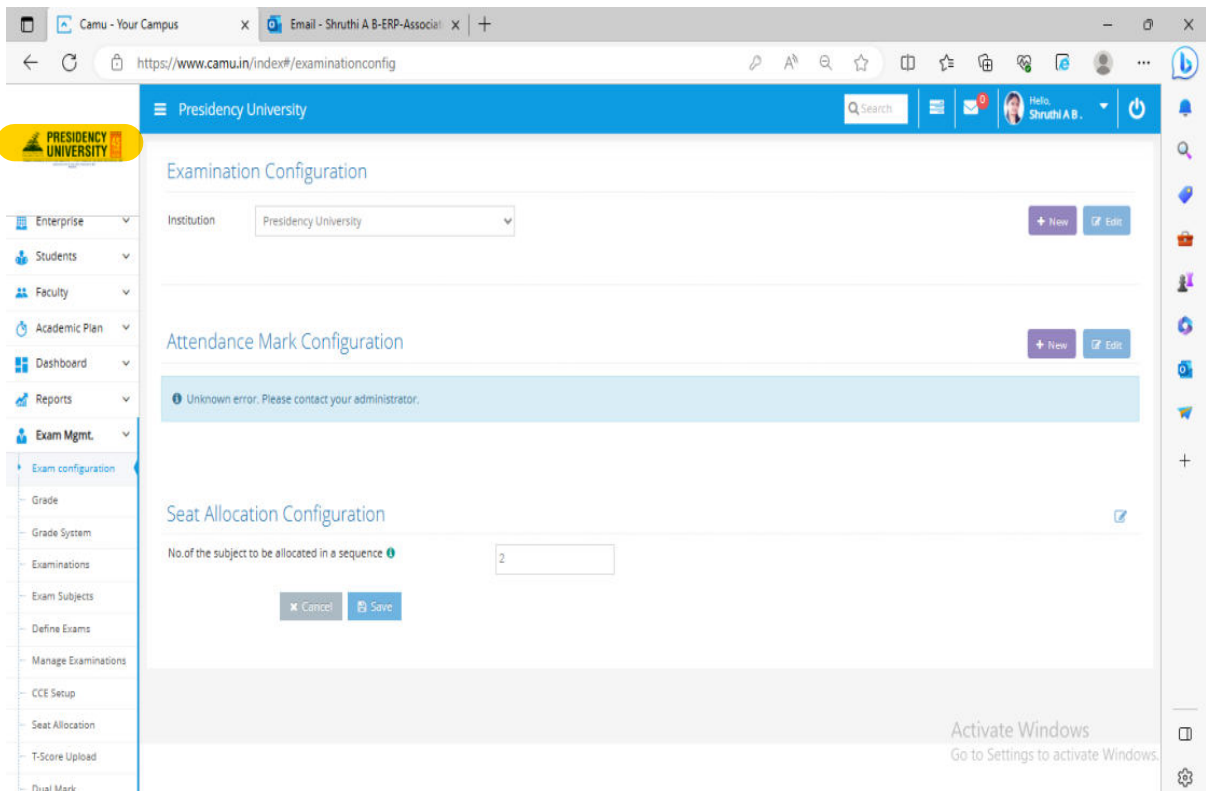 Camu - Your Campus
Email - Shruthi A B-ERP-Associat
https://www.camu.in/index#/examinationconfig
PRESIDENCY
UNIVERSITY
Presidency University
Search
0
Hello,
Shruthi A B .
Examination Configuration
Institution
Presidency University
+ New
Edit
Enterprise
Students
Faculty
Academic Plan
Dashboard
Reports
Exam Mgmt.
Exam configuration
Grade
Grade System
Examinations
Exam Subjects
Define Exams
Manage Examinations
CCE Setup
Seat Allocation
T-Score Upload
Dual Mark
Attendance Mark Configuration
+ New
Edit
Unknown error. Please contact your administrator.
Seat Allocation Configuration
No.of the subject to be allocated in a sequence
2
Cancel
Save
Activate Windows
Go to Settings to activate Windows.